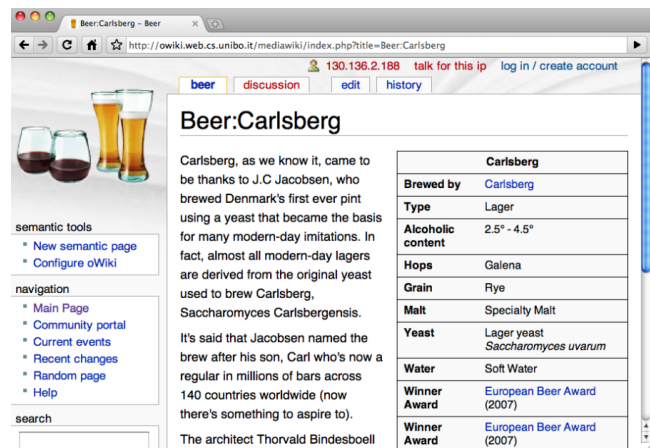 Beer:Carlsberg – Beer
http://owiki.web.cs.unibo.it/mediawiki/index.php?title=Beer:Carlsberg
130.136.2.188 talk for this ip log in / create account
beer discussion edit history
Beer:Carlsberg
Carlsberg, as we know it, came to
be thanks to J.C Jacobsen, who
brewed Denmark's first ever pint
using a yeast that became the basis
for many modern-day imitations. In
fact, almost all modern-day lagers
are derived from the original yeast
used to brew Carlsberg,
Saccharomyces Carlsbergensis.
It's said that Jacobsen named the
brew after his son, Carl who's now a
regular in millions of bars across
140 countries worldwide (now
there's something to aspire to).
The architect Thorvald Bindesboell
Carlsberg
Brewed by Carlsberg
Type Lager
Alcoholic content 2.5° - 4.5°
Hops Galena
Grain Rye
Malt Specialty Malt
Yeast Lager yeast
Saccharomyces uvarum
Water Soft Water
Winner European Beer Award
Award (2007)
Winner European Beer Award
Award (2007)
semantic tools
New semantic page
Configure oWiki
navigation
Main Page
Community portal
Current events
Recent changes
Random page
Help
search